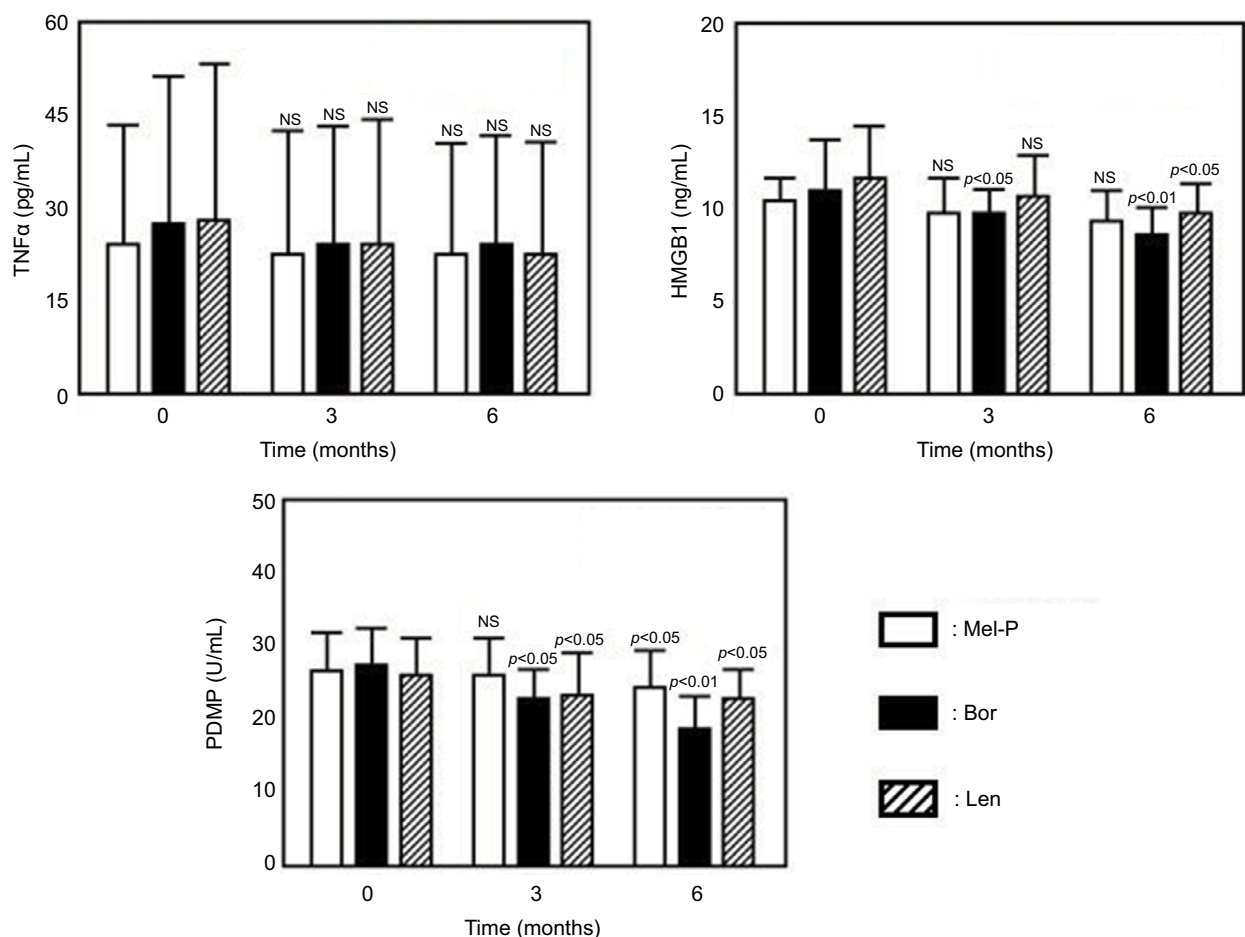 60
45
30
15
0
TNFα (pg/mL)
NS
NS
NS
NS
NS
NS
0
3
6
Time (months)
20
15
10
5
0
HMGB1 (ng/mL)
NS
p<0.05
NS
NS
p<0.01
p<0.05
0
3
6
Time (months)
50
40
30
20
10
0
PDMP (U/mL)
NS
p<0.05
p<0.05
p<0.05
p<0.01
p<0.05
0
3
6
Time (months)
: Mel-P
: Bor
: Len